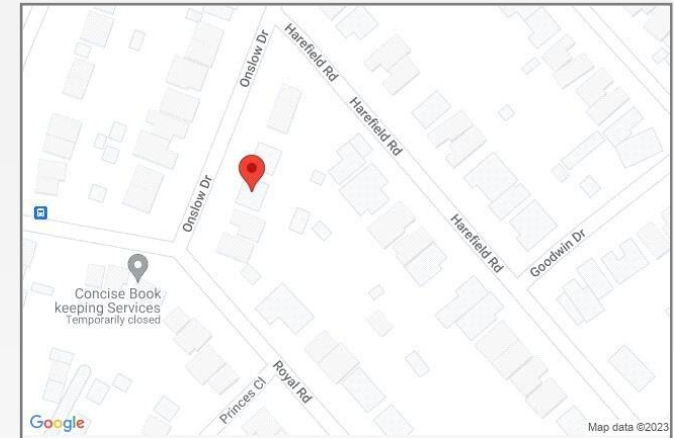 Onslow Dr
Harefield Rd
Harefield Rd
Onslow Dr
Harefield Rd
Goodwin Dr
Concise Book
keeping Services
Temporarily closed
Royal Rd
Princes Cl
Google
Map data ©2023